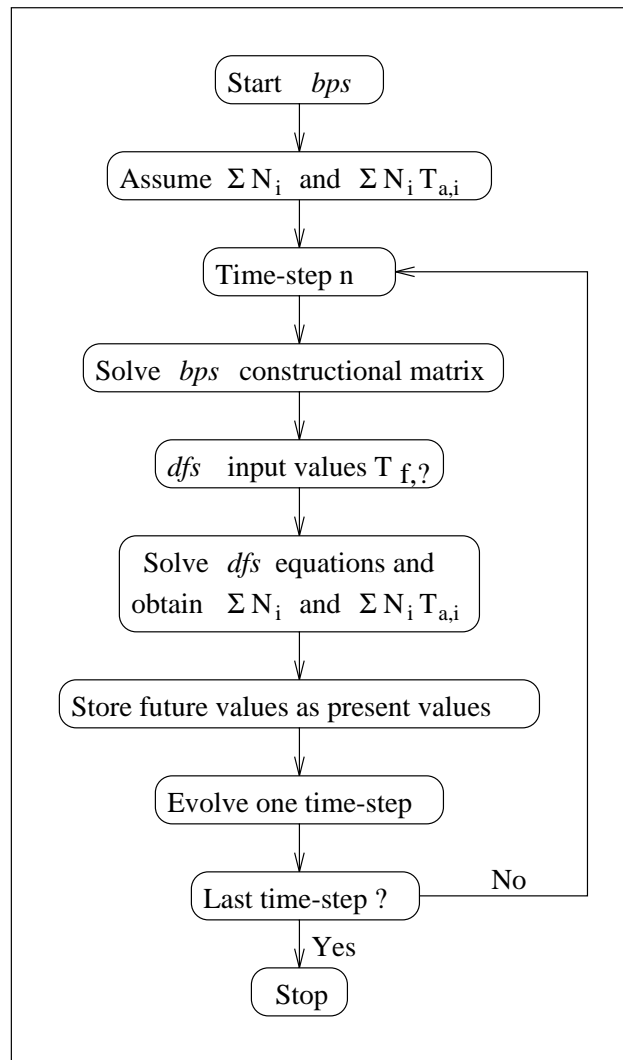 Start bps
Assume Σ N_i and Σ N_i T_a,i
Time-step n
Solve bps constructional matrix
dfs input values T f,?
Solve dfs equations and
obtain Σ N_i and Σ N_i T_a,i
Store future values as present values
Evolve one time-step
Last time-step ?
No
Yes
Stop